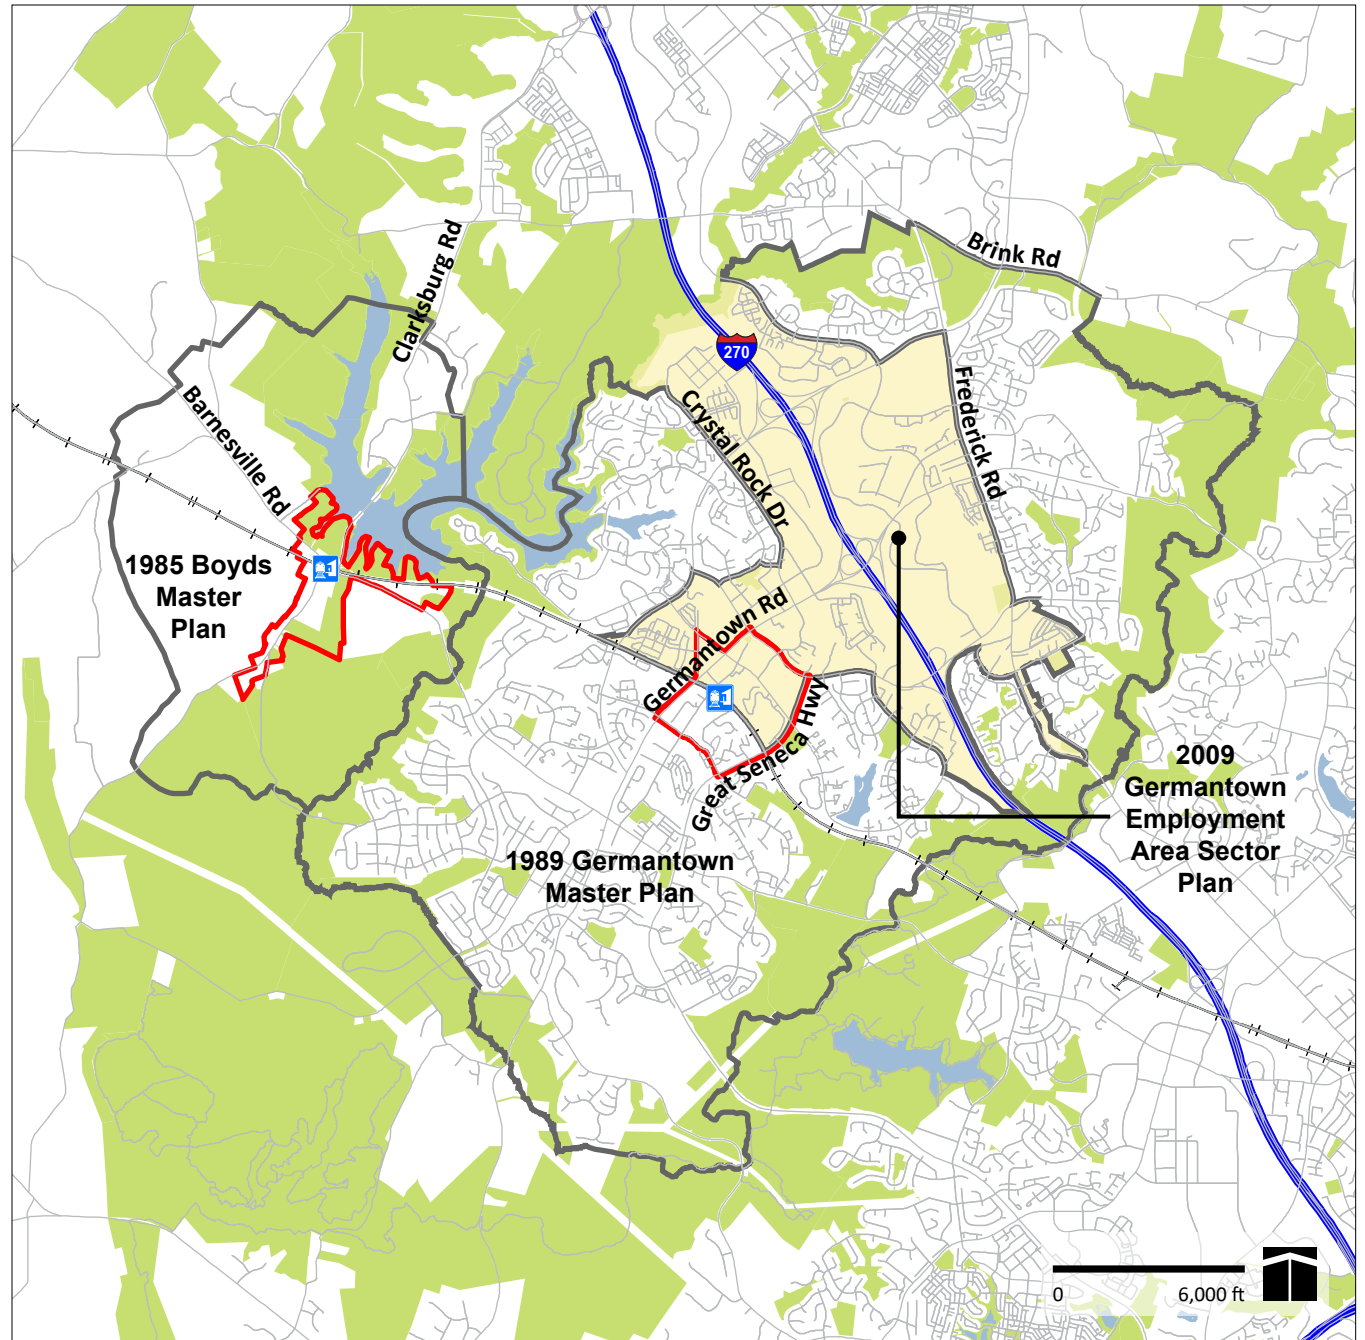 Brink Rd
Clarksburg Rd
270
Frederick Rd
Barnesville Rd
Crystal Rock Dr
1985 Boyds
Master
Plan
Germantown Rd
Great Seneca Hwy
2009
Germantown
Employment
Area Sector
Plan
1989 Germantown
Master Plan
0 6,000 ft